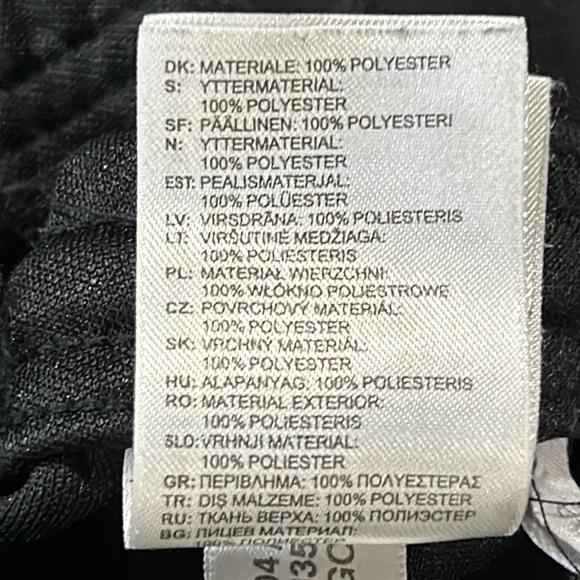 DK: MATERIALE: 100% POLYESTER
S: YTTERMATERIAL:
100% POLYESTER
SF: PÄÄLLINEN: 100% POLYESTERI
N: YTTERMATERIAL:
100% POLYESTER
EST: PEALISMATERJAL:
100% POLÜESTER
LV: VIRSDRĀNA: 100% POLIESTERIS
LT: VIRŠUTINĖ MEDŽIAGA:
100% POLIESTERIS
PL: MATERIAŁ WIERZCHNI:
100% WŁÓKNO POLIESTROWE
CZ: POVRCHOVÝ MATERIÁL:
100% POLYESTER
SK: VRCHNÝ MATERIÁL:
100% POLYESTER
HU: ALAPANYAG: 100% POLIÉSTERIS
RO: MATERIAL EXTERIOR:
100% POLIESTERIS
SLO: VRHNJI MATERIAL:
100% POLIESTER
GR: ΠΕΡΙΒΛΗΜΑ: 100% ΠΟΛΥΕΣΤΕΡΑΣ
TR: DIŞ MALZEME: 100% POLYESTER
RU: ТКАНЬ ВЕРХА: 100% ПОЛИЭСТЕР
BG: ЛИЦЕВ МАТЕРИАЛ:
100% ПОЛИЕСТЕР